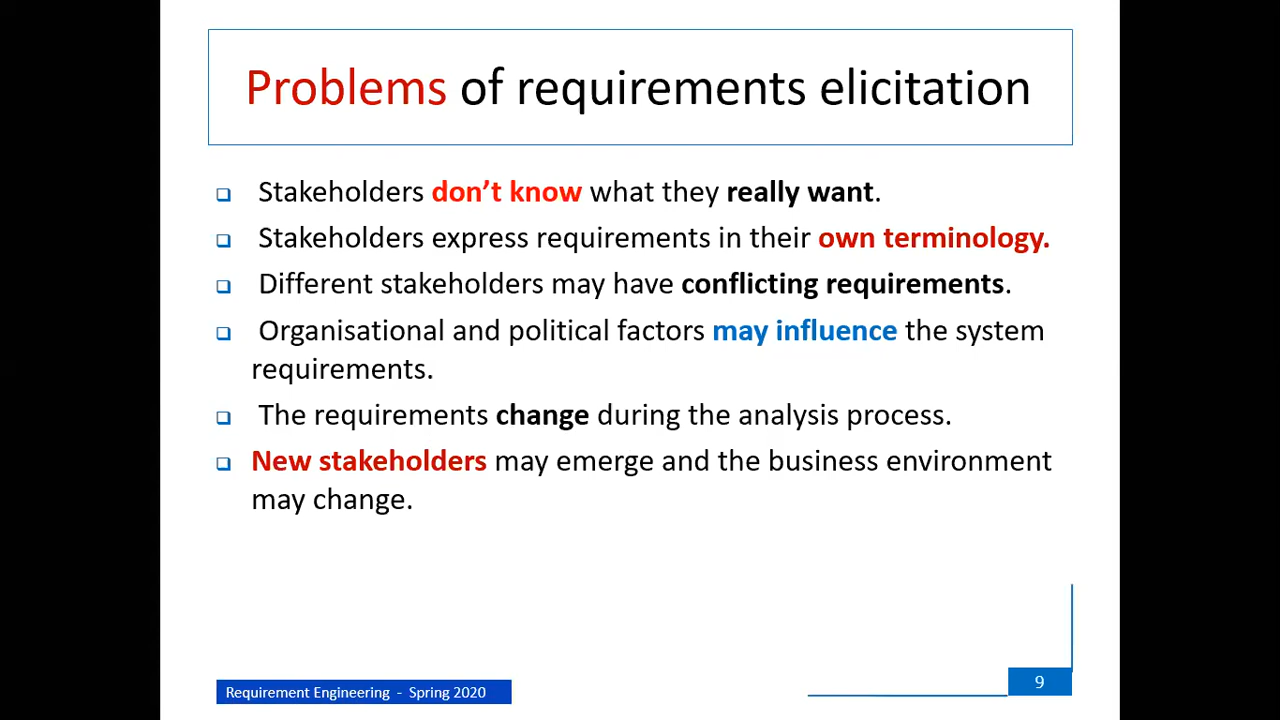 Problems of requirements elicitation
❑ Stakeholders don’t know what they really want.
❑ Stakeholders express requirements in their own terminology.
❑ Different stakeholders may have conflicting requirements.
❑ Organisational and political factors may influence the system
requirements.
❑ The requirements change during the analysis process.
❑ New stakeholders may emerge and the business environment
may change.
Requirement Engineering - Spring 2020
9